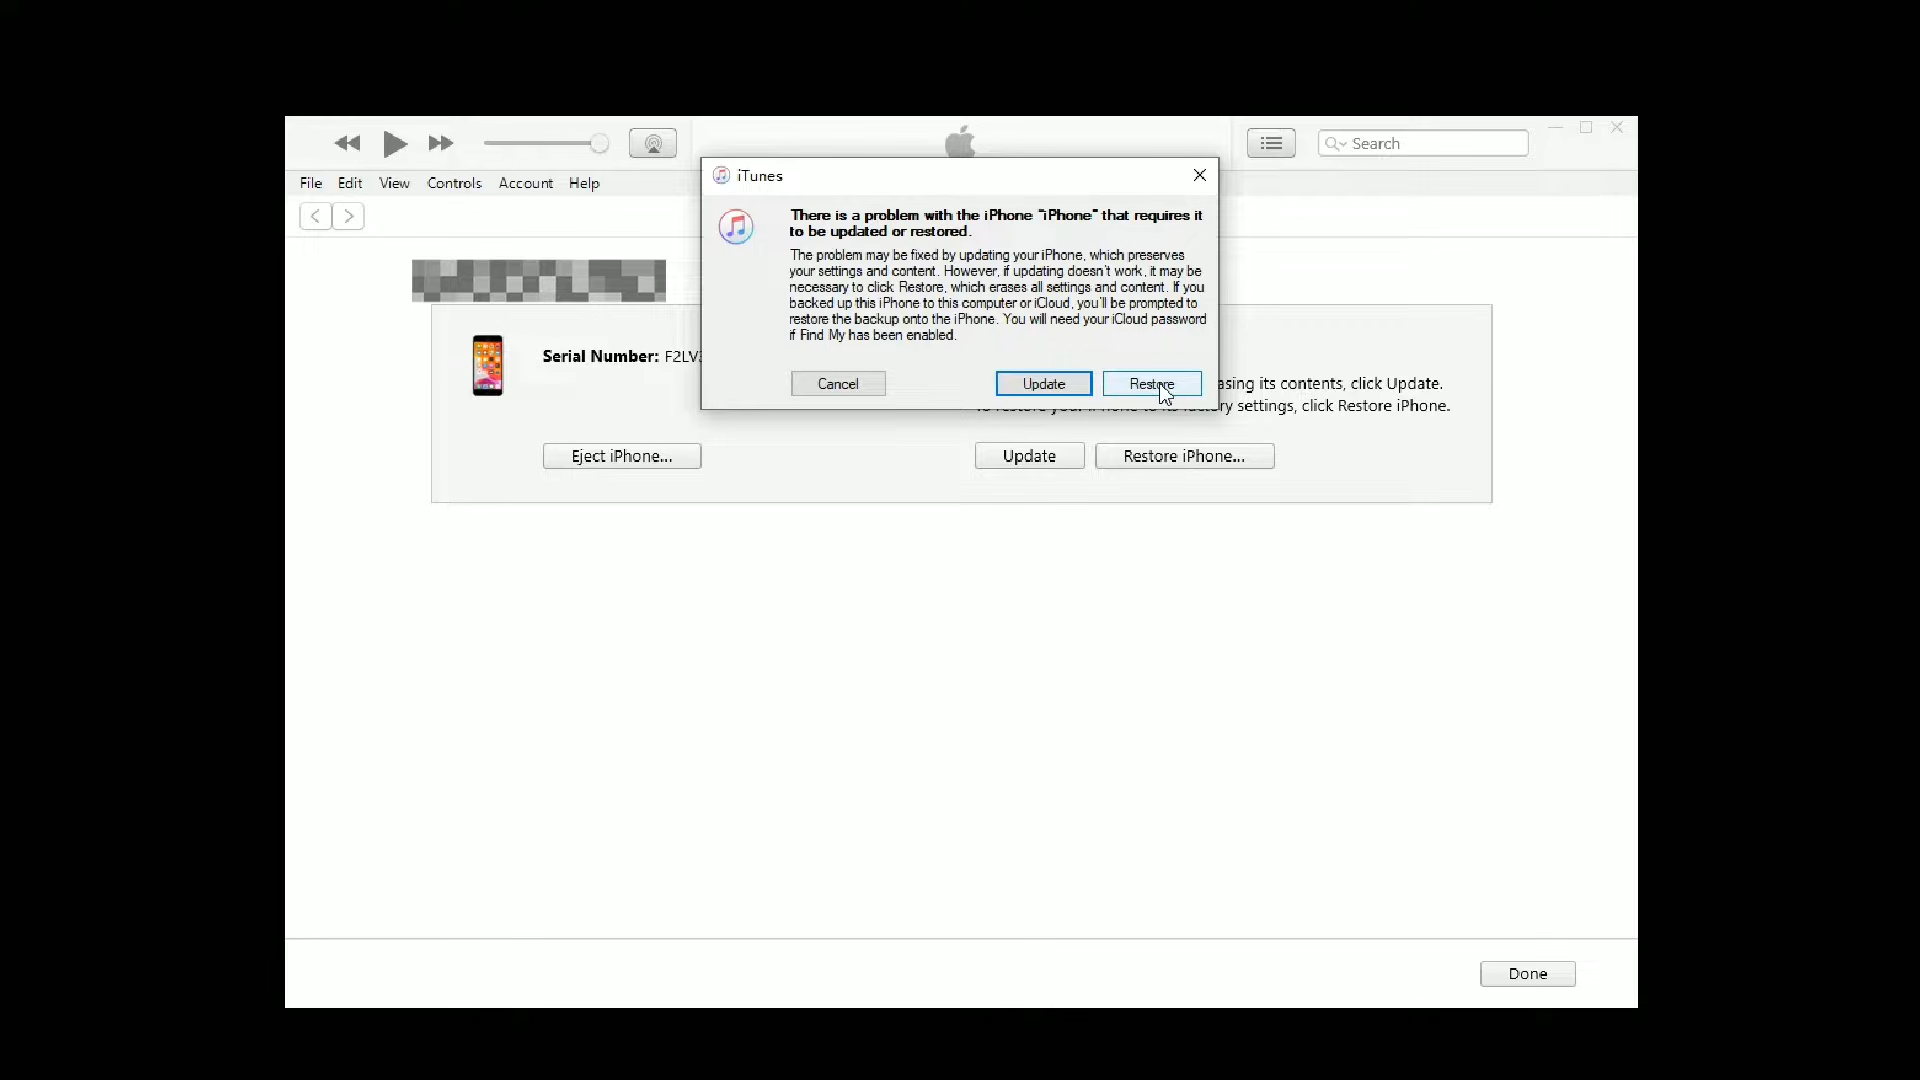 Search
File Edit View Controls Account Help
iTunes
There is a problem with the iPhone "iPhone" that requires it
to be updated or restored.
The problem may be fixed by updating your iPhone, which preserves
your settings and content. However, if updating doesn't work, it may be
necessary to click Restore, which erases all settings and content. If you
backed up this iPhone to this computer or iCloud, you'll be prompted to
restore the backup onto the iPhone. You will need your iCloud password
if Find My has been enabled.
Cancel Update Restore
Serial Number: F2LV
asing its contents, click Update.
ry settings, click Restore iPhone.
Eject iPhone... Update Restore iPhone...
Done